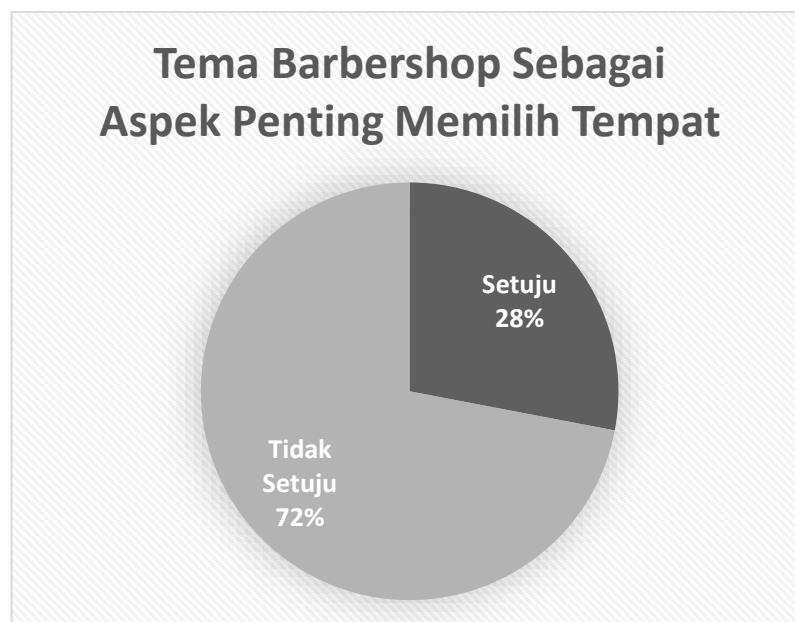 Tema Barbershop Sebagai
Aspek Penting Memilih Tempat
Setuju
28%
Tidak
Setuju
72%